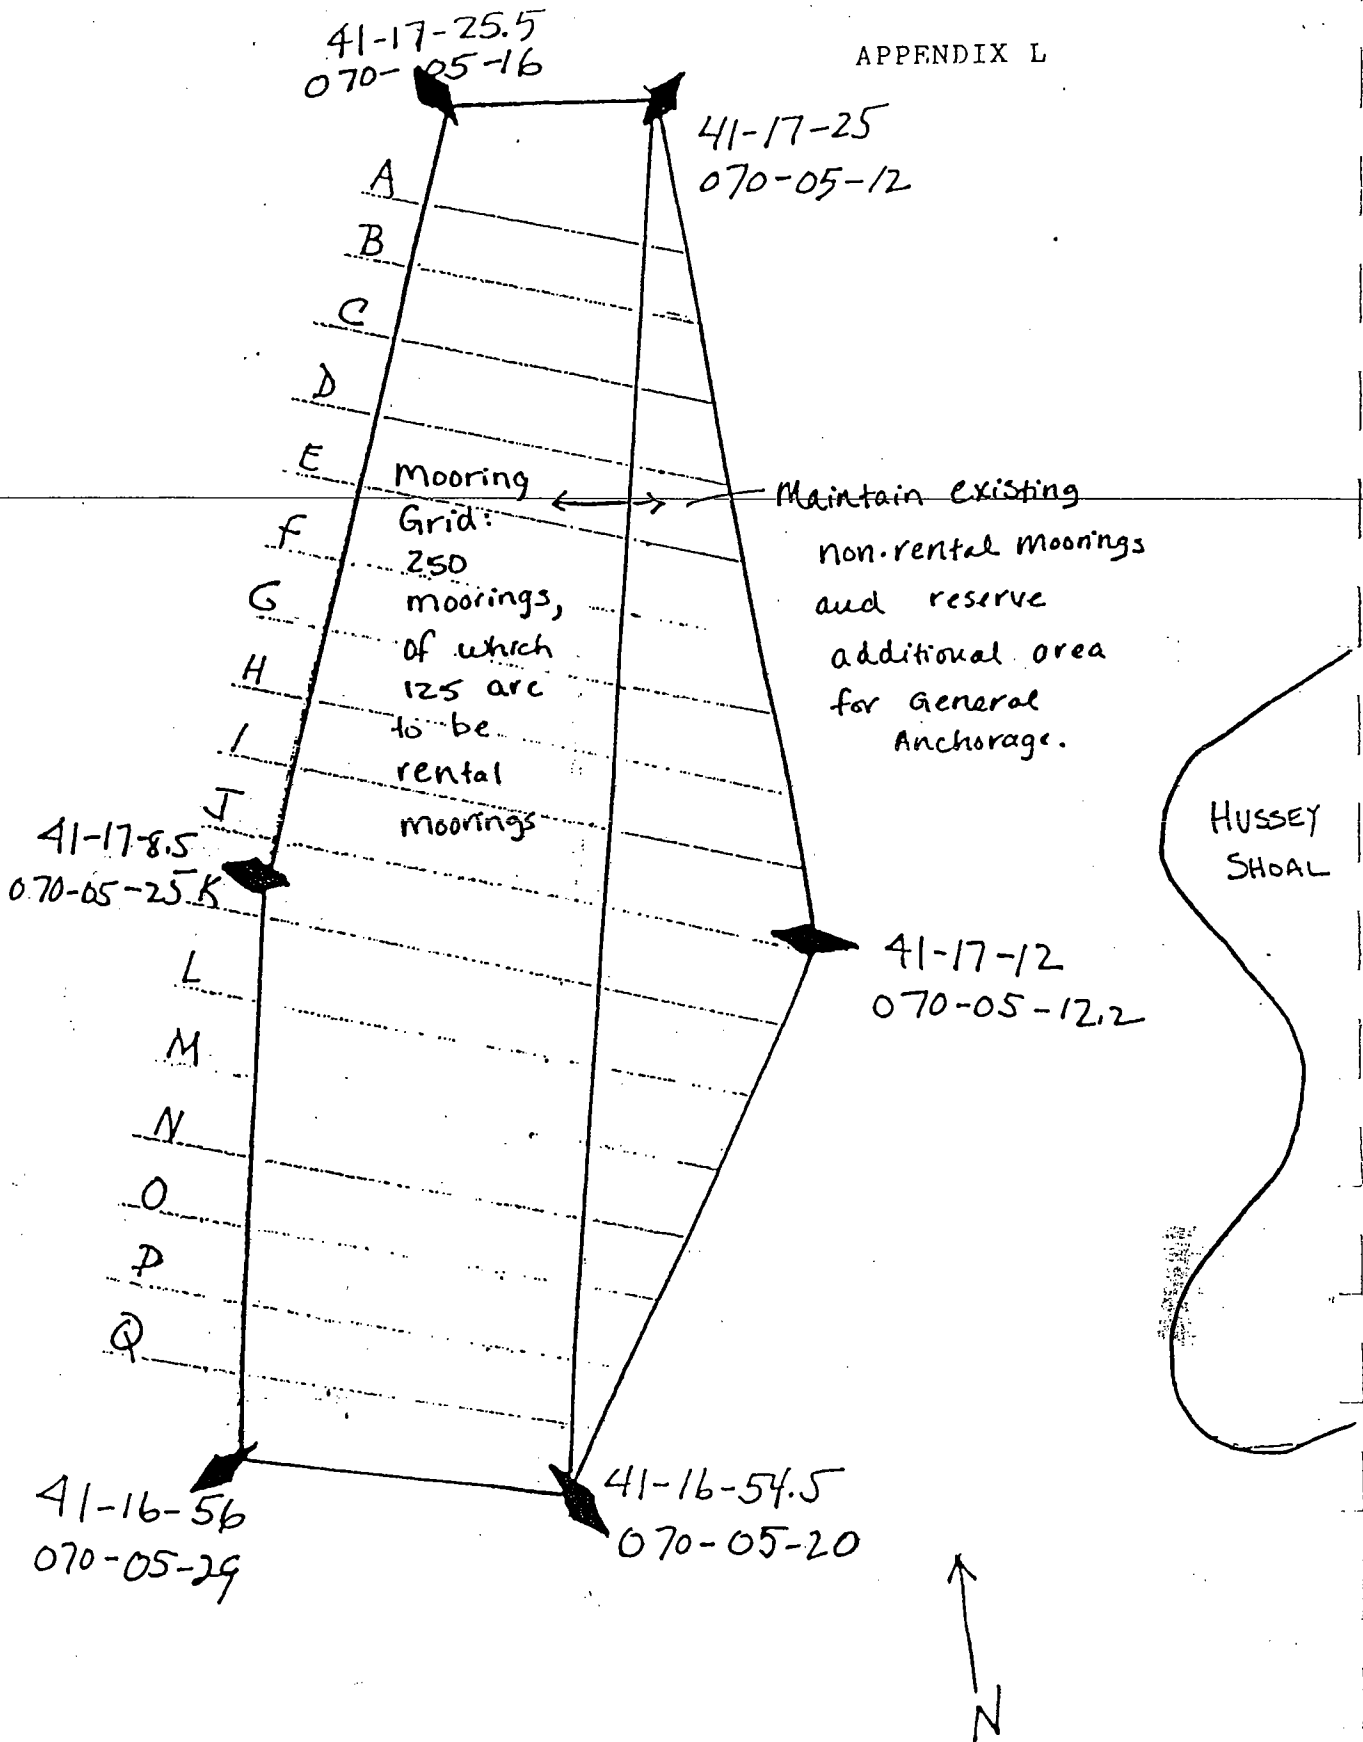 APPENDIX L
41-17-25.5
070-05-16
41-17-25
070-05-12
A
B
C
D
E
F
G
H
I
J
K
L
M
N
O
P
Q
Mooring
Grid:
250
moorings,
of which
125 are
to be
rental
moorings
Maintain existing
non-rental moorings
and reserve
additional area
for General
Anchorage.
HUSSEY
SHOAL
41-17-8.5
070-05-25
41-17-12
070-05-12.2
41-16-56
070-05-29
41-16-54.5
070-05-20
N